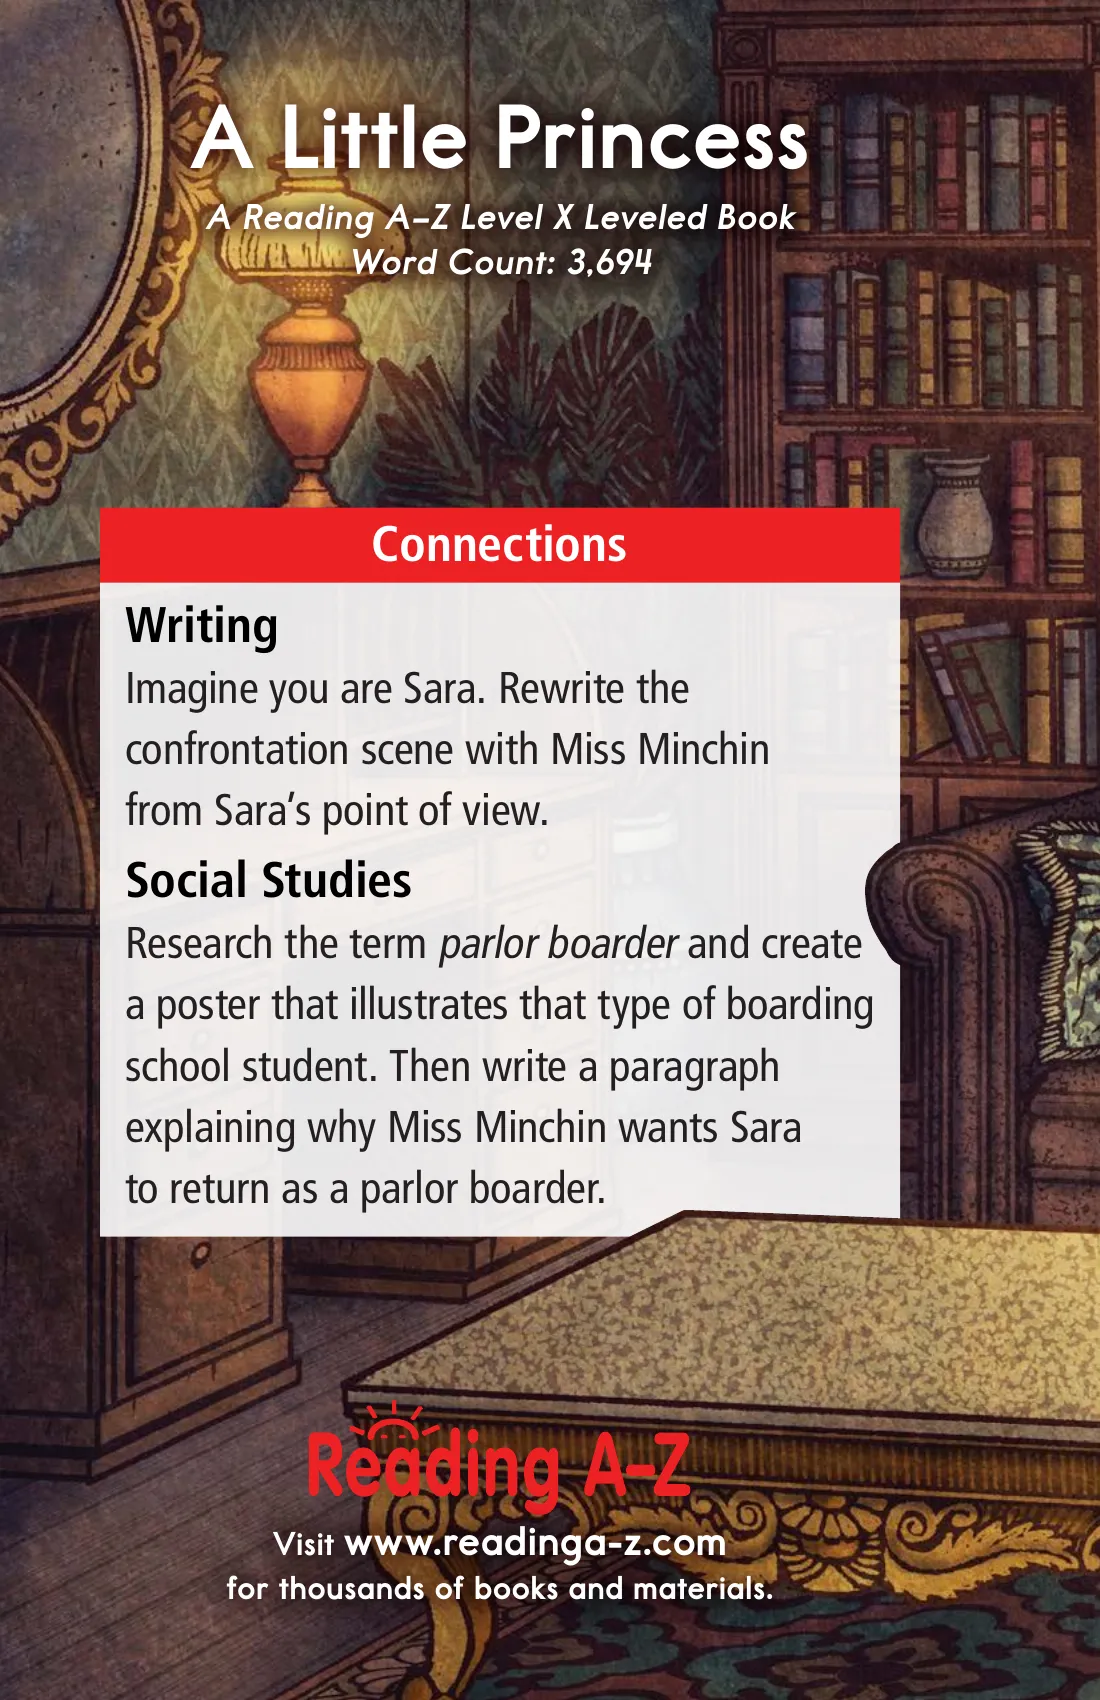 A Little Princess
A Reading A–Z Level X Leveled Book
Word Count: 3,694
Connections
Writing
Imagine you are Sara. Rewrite the
confrontation scene with Miss Minchin
from Sara's point of view.
Social Studies
Research the term parlor boarder and create
a poster that illustrates that type of boarding
school student. Then write a paragraph
explaining why Miss Minchin wants Sara
to return as a parlor boarder.
Reading A-Z
Visit www.readinga-z.com
for thousands of books and materials.